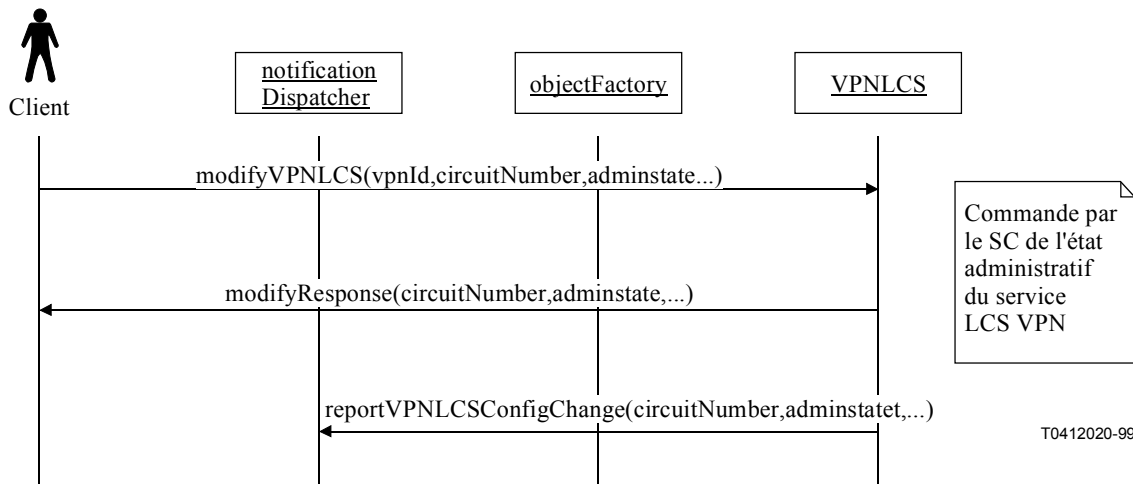 notification
Dispatcher
objectFactory
VPNLCS
Client
modifyVPNLCS(vpnId,circuitNumber,adminstate...)
Commande par
le SC de l'état
administratif
du service
LCS VPN
modifyResponse(circuitNumber,adminstate,...)
reportVPNLCSConfigChange(circuitNumber,adminstatet,...)
T0412020-99